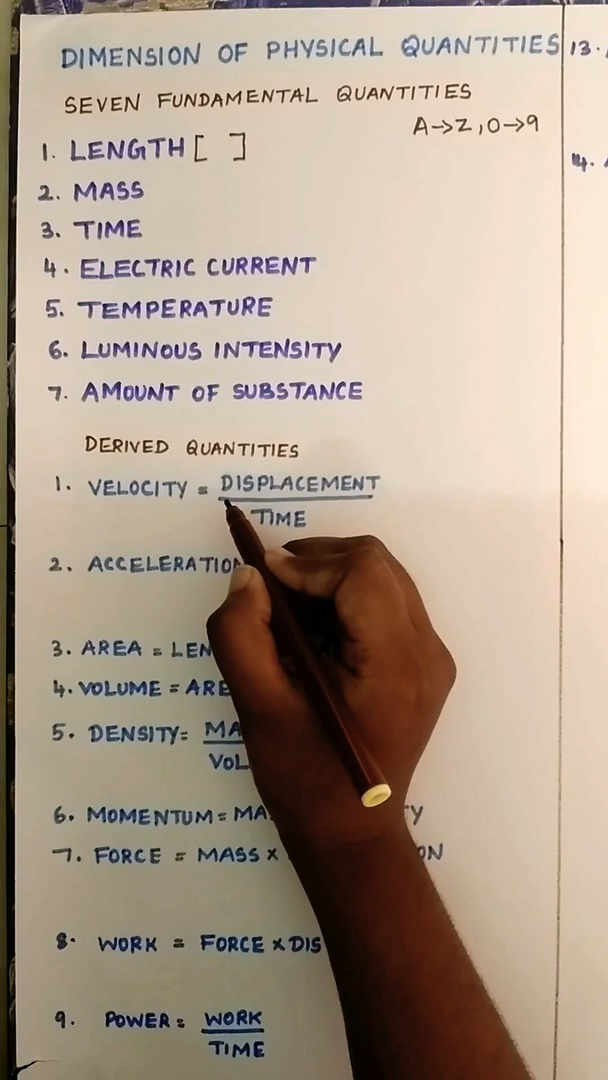 DIMENSION OF PHYSICAL QUANTITIES
SEVEN FUNDAMENTAL QUANTITIES
A→Z, 0→9
1. LENGTH [ ]
2. MASS
3. TIME
4. ELECTRIC CURRENT
5. TEMPERATURE
6. LUMINOUS INTENSITY
7. AMOUNT OF SUBSTANCE
DERIVED QUANTITIES
1. VELOCITY = DISPLACEMENT
TIME
2. ACCELERATION
3. AREA = LEN
4. VOLUME = ARE
5. DENSITY = MA
VOL
6. MOMENTUM = MA TY
7. FORCE = MASS × ON
8. WORK = FORCE × DIS
9. POWER = WORK
TIME
13.
14.